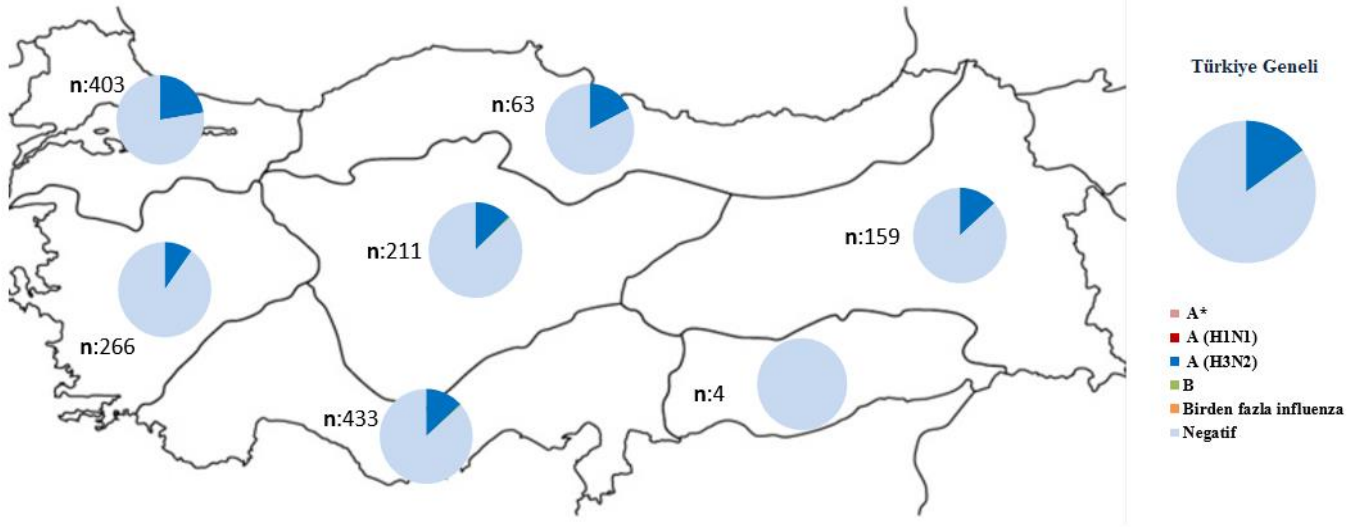 n:403
n:63
n:211
n:159
n:266
n:433
n:4
Türkiye Geneli
A*
A (H1N1)
A (H3N2)
B
Birden fazla influenza
Negatif